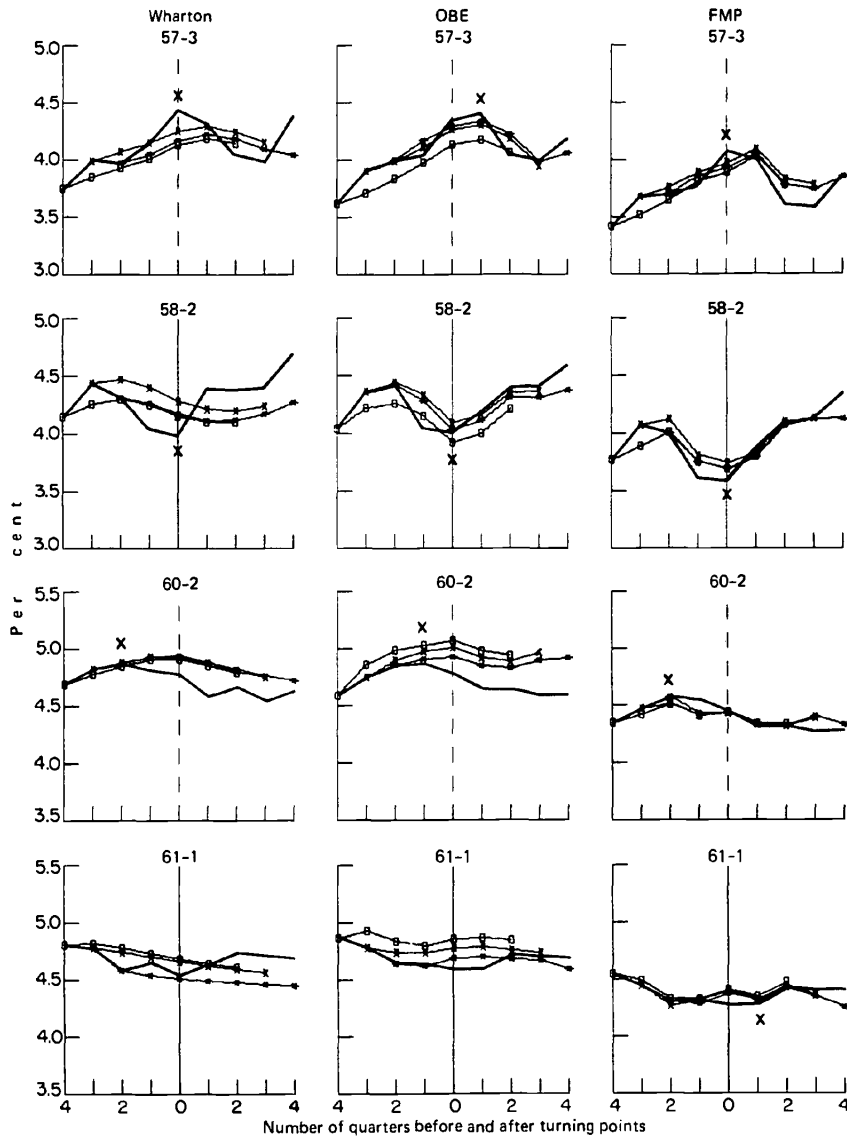 Wharton OBE FMP
57-3 57-3 57-3
5.0
4.5
4.0
3.5
3.0
X X X
58-2 58-2 58-2
5.0
4.5
4.0
3.5
3.0
X X X
Per cent
60-2 60-2 60-2
5.5
5.0
4.5
4.0
3.5
X X X
61-1 61-1 61-1
5.5
5.0
4.5
4.0
3.5
X
4 2 0 2 4 2 0 2 4 2 0 2 4
Number of quarters before and after turning points